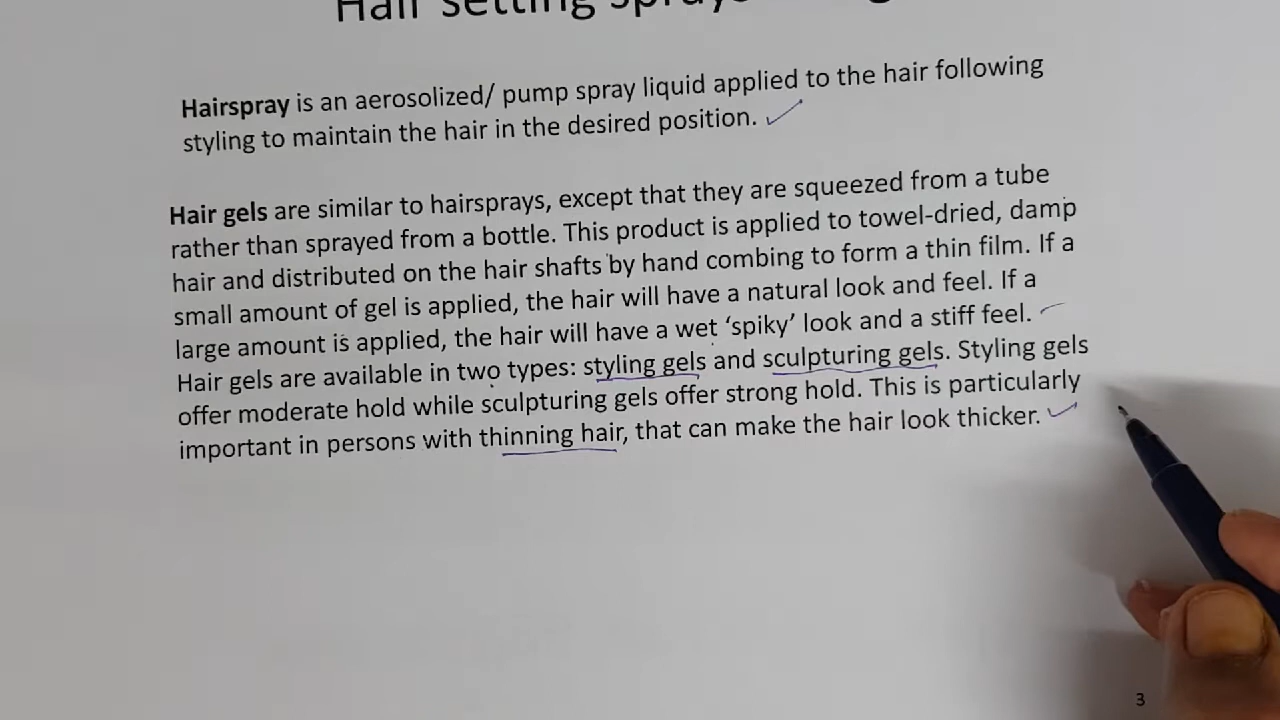 Hair setting sprays
Hairspray is an aerosolized/ pump spray liquid applied to the hair following
styling to maintain the hair in the desired position.
Hair gels are similar to hairsprays, except that they are squeezed from a tube
rather than sprayed from a bottle. This product is applied to towel-dried, damp
hair and distributed on the hair shafts by hand combing to form a thin film. If a
small amount of gel is applied, the hair will have a natural look and feel. If a
large amount is applied, the hair will have a wet ‘spiky’ look and a stiff feel.
Hair gels are available in two types: styling gels and sculpturing gels. Styling gels
offer moderate hold while sculpturing gels offer strong hold. This is particularly
important in persons with thinning hair, that can make the hair look thicker.
3